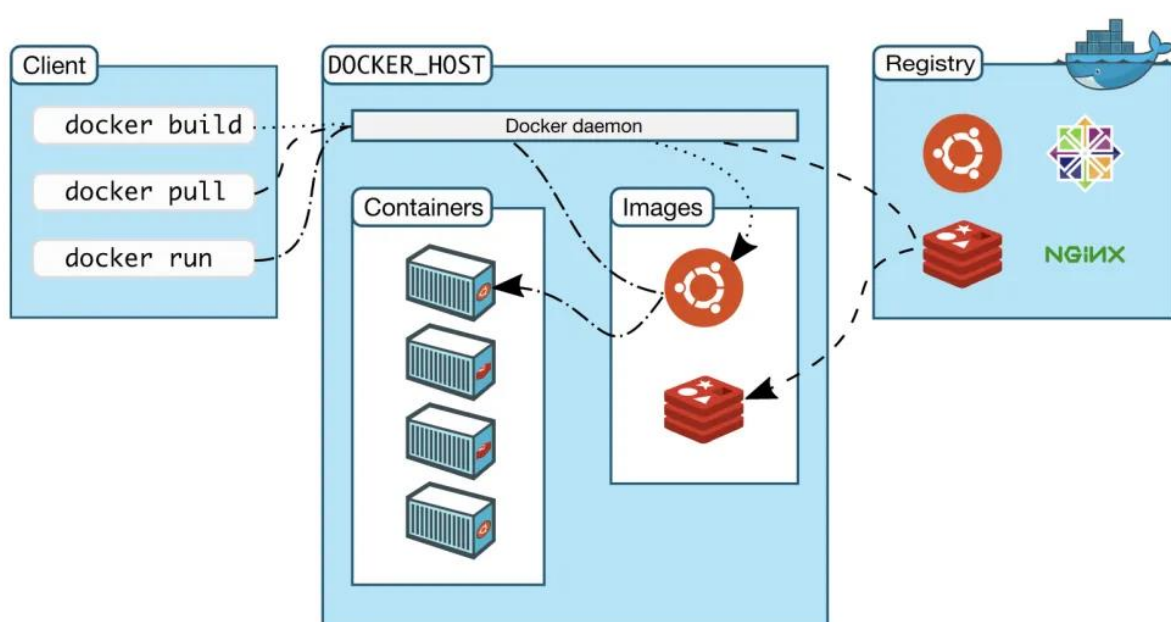 Client
docker build
docker pull
docker run
DOCKER_HOST
Docker daemon
Containers
Images
Registry
NGiNX